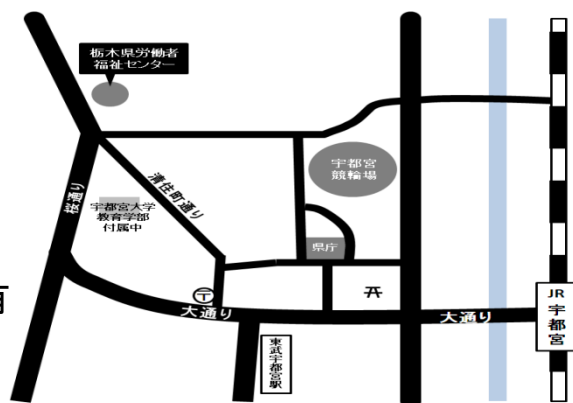 栃木県労働者
福祉センター
宇都宮
競輪場
清住町通り
桜通り
宇都宮大学
教育学部
付属中
県庁
〒
大通り
大通り
JR
宇都宮
東武宇都宮駅